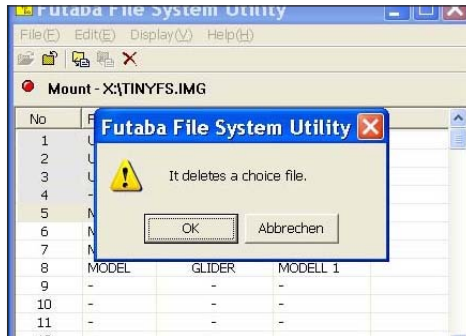 Futaba File System Utility
File(F) Edit(E) Display(V) Help(H)
Mount - X:\TINYFS.IMG
No
1
2
3
4 -
5
6
7
8 MODEL GLIDER MODELL 1
9 - - -
10 - - -
11 - - -
Futaba File System Utility
It deletes a choice file.
OK Abbrechen